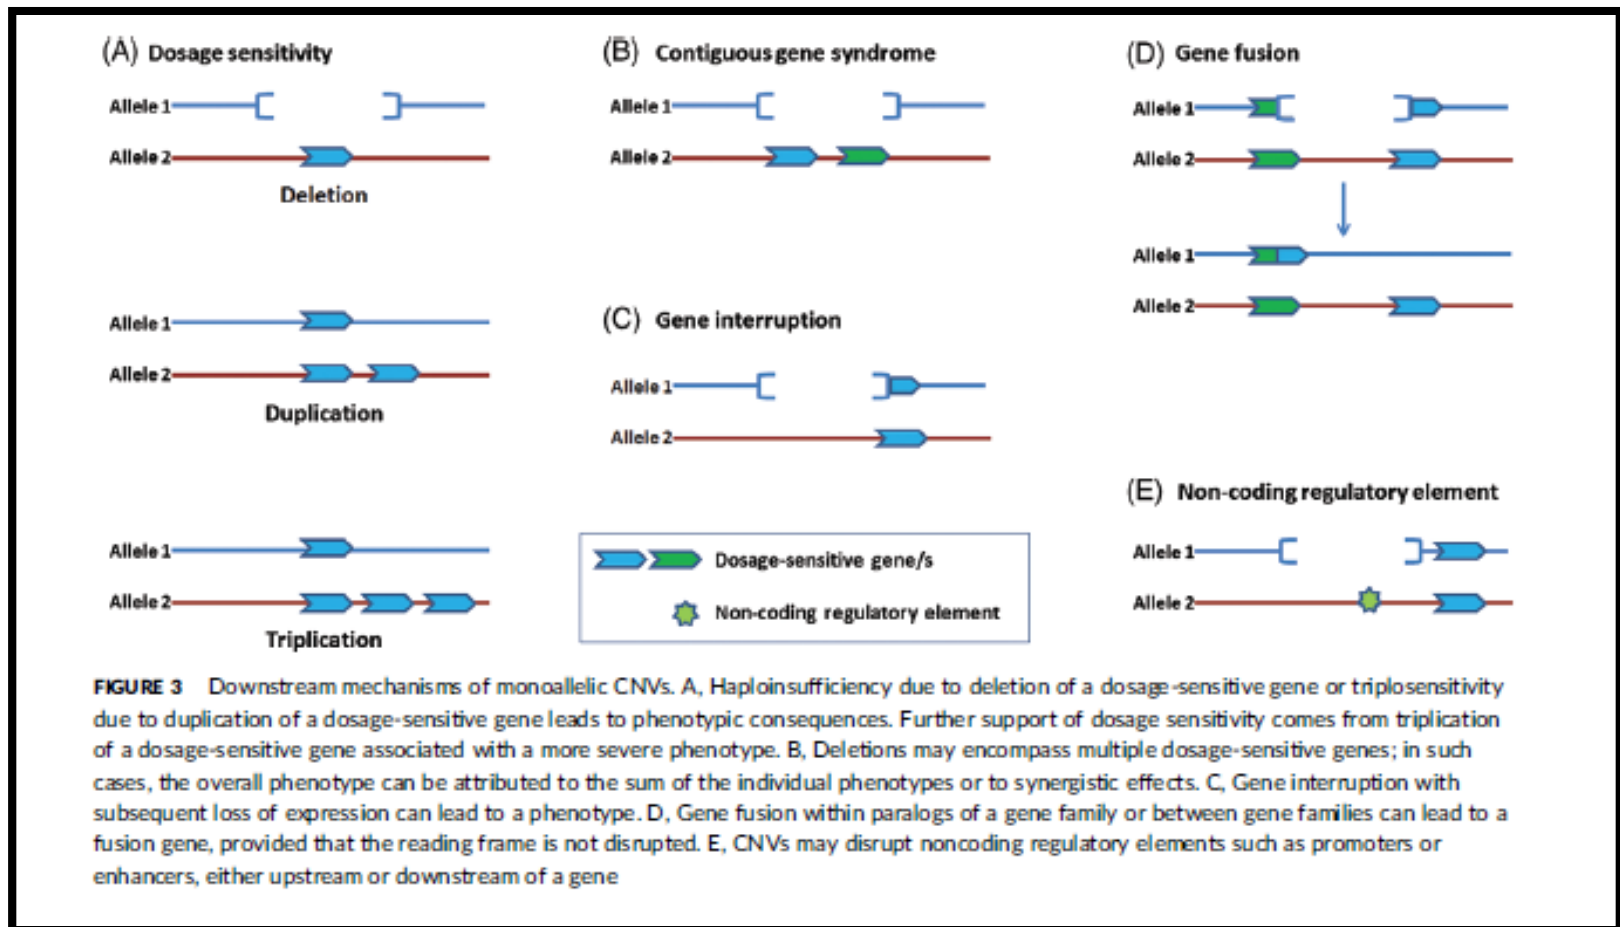 (A) Dosage sensitivity
Allele 1
Allele 2
Deletion
Allele 1
Allele 2
Duplication
Allele 1
Allele 2
Triplication
(B) Contiguous gene syndrome
Allele 1
Allele 2
(C) Gene interruption
Allele 1
Allele 2
Dosage-sensitive gene/s
Non-coding regulatory element
(D) Gene fusion
Allele 1
Allele 2
Allele 1
Allele 2
(E) Non-coding regulatory element
Allele 1
Allele 2
FIGURE 3 Downstream mechanisms of monoallelic CNVs. A, Haploinsufficiency due to deletion of a dosage-sensitive gene or triplosensitivity
due to duplication of a dosage-sensitive gene leads to phenotypic consequences. Further support of dosage sensitivity comes from triplication
of a dosage-sensitive gene associated with a more severe phenotype. B, Deletions may encompass multiple dosage-sensitive genes; in such
cases, the overall phenotype can be attributed to the sum of the individual phenotypes or to synergistic effects. C, Gene interruption with
subsequent loss of expression can lead to a phenotype. D, Gene fusion within paralogs of a gene family or between gene families can lead to a
fusion gene, provided that the reading frame is not disrupted. E, CNVs may disrupt noncoding regulatory elements such as promoters or
enhancers, either upstream or downstream of a gene